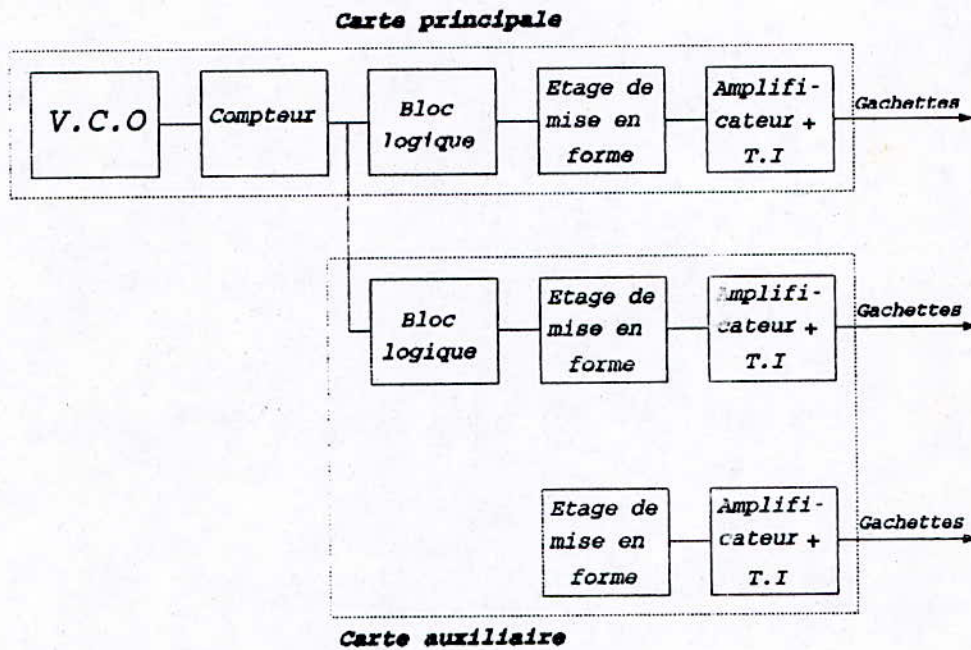 Carte principale
V.C.O
Compteur
Bloc
logique
Etage de
mise en
forme
Amplifi-
cateur +
T.I
Gachettes
Bloc
logique
Etage de
mise en
forme
Amplifi-
cateur +
T.I
Gachettes
Etage de
mise en
forme
Amplifi-
cateur +
T.I
Gachettes
Carte auxiliaire